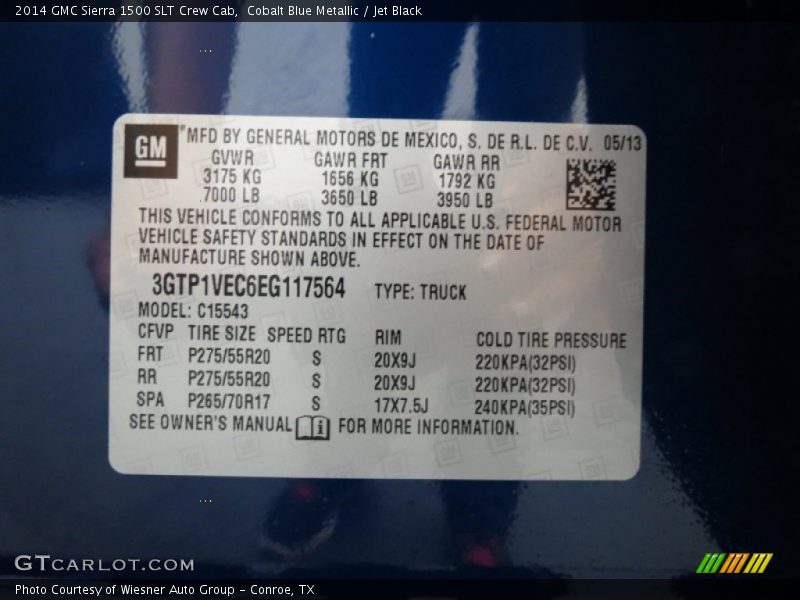 2014 GMC Sierra 1500 SLT Crew Cab, Cobalt Blue Metallic / Jet Black
GM
MFD BY GENERAL MOTORS DE MEXICO, S. DE R.L. DE C.V. 05/13
GVWR GAWR FRT GAWR RR
3175 KG 1656 KG 1792 KG
7000 LB 3650 LB 3950 LB
THIS VEHICLE CONFORMS TO ALL APPLICABLE U.S. FEDERAL MOTOR
VEHICLE SAFETY STANDARDS IN EFFECT ON THE DATE OF
MANUFACTURE SHOWN ABOVE.
3GTP1VEC6EG117564 TYPE: TRUCK
MODEL: C15543
CFVP TIRE SIZE SPEED RTG RIM COLD TIRE PRESSURE
FRT P275/55R20 S 20X9J 220KPA(32PSI)
RR P275/55R20 S 20X9J 220KPA(32PSI)
SPA P265/70R17 S 17X7.5J 240KPA(35PSI)
SEE OWNER'S MANUAL FOR MORE INFORMATION.
GTCARLOT.COM
Photo Courtesy of Wiesner Auto Group - Conroe, TX